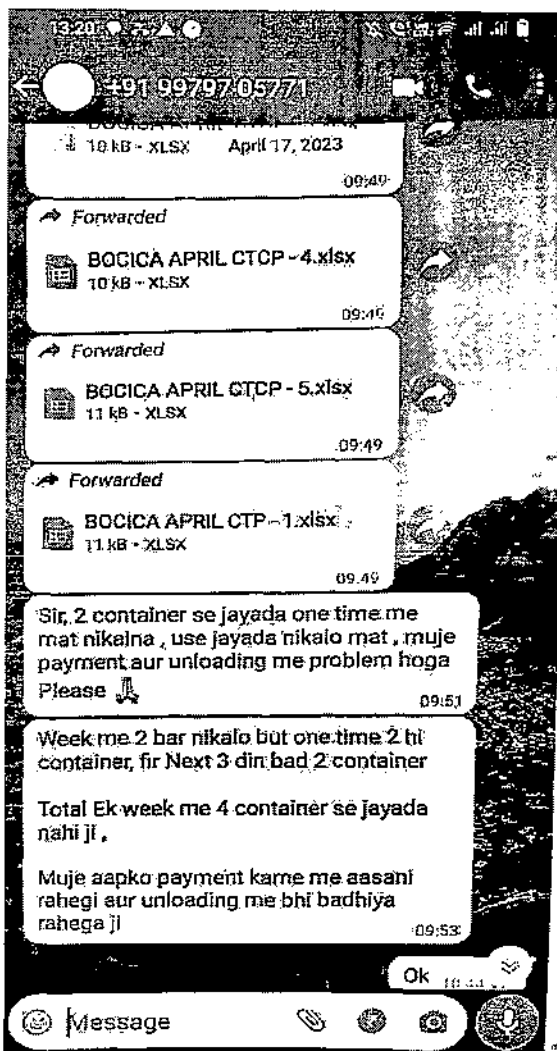 13:20
+91 99797 05771
10 kB - XLSX April 17, 2023
09:49
Forwarded
BOCICA APRIL CTCP - 4.xlsx
10 kB - XLSX
09:49
Forwarded
BOCICA APRIL CTCP - 5.xlsx
11 kB - XLSX
09:49
Forwarded
BOCICA APRIL CTP - 1.xlsx
11 kB - XLSX
09:49
Sir, 2 container se jayada one time me
mat nikalna , use jayada nikalo mat , muje
payment aur unloading me problem hoga
Please 🙏
09:51
Week me 2 bar nikalo but one time 2 hi
container, fir Next 3 din bad 2 container
Total Ek week me 4 container se jayada
nahi ji ,
Muje aapko payment karne me aasani
rahegi aur unloading me bhi badhiya
rahega ji
09:53
Ok
Message